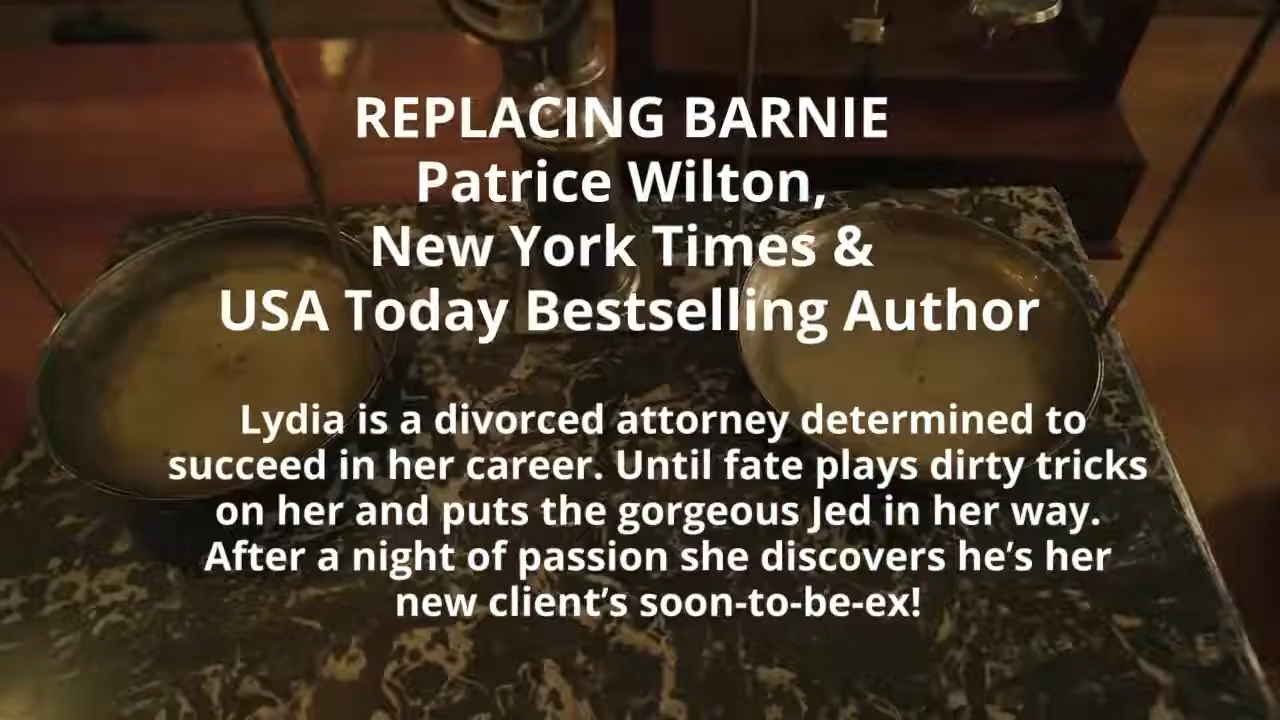 REPLACING BARNIE
Patrice Wilton,
New York Times &
USA Today Bestselling Author
Lydia is a divorced attorney determined to
succeed in her career. Until fate plays dirty tricks
on her and puts the gorgeous Jed in her way.
After a night of passion she discovers he’s her
new client’s soon-to-be-ex!